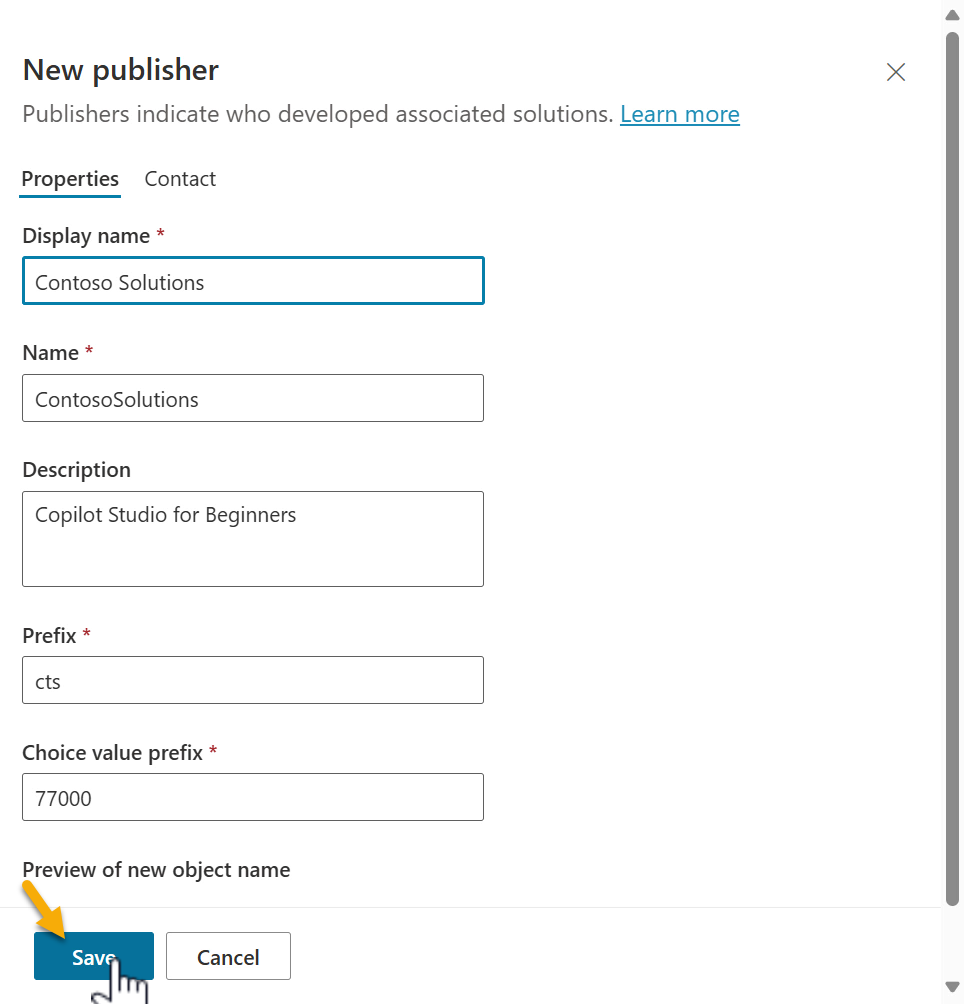 New publisher
Publishers indicate who developed associated solutions. Learn more
Properties Contact
Display name *
Contoso Solutions
Name *
ContosoSolutions
Description
Copilot Studio for Beginners
Prefix *
cts
Choice value prefix *
77000
Preview of new object name
Save Cancel